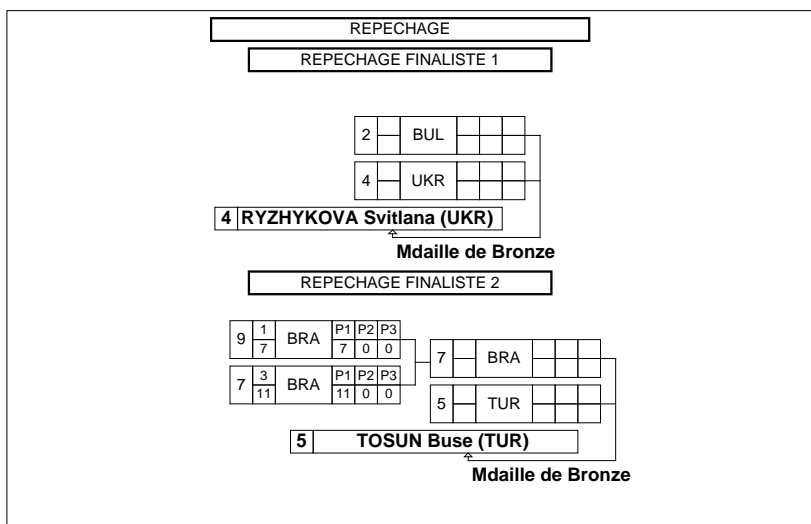 REPECHAGE
REPECHAGE FINALISTE 1
2 BUL
4 UKR
4 RYZHYKOVA Svitlana (UKR)
Mdaille de Bronze
REPECHAGE FINALISTE 2
9 1 7 BRA P1 P2 P3 7 0 0
7 3 11 BRA P1 P2 P3 11 0 0
7 BRA
5 TUR
5 TOSUN Buse (TUR)
Mdaille de Bronze